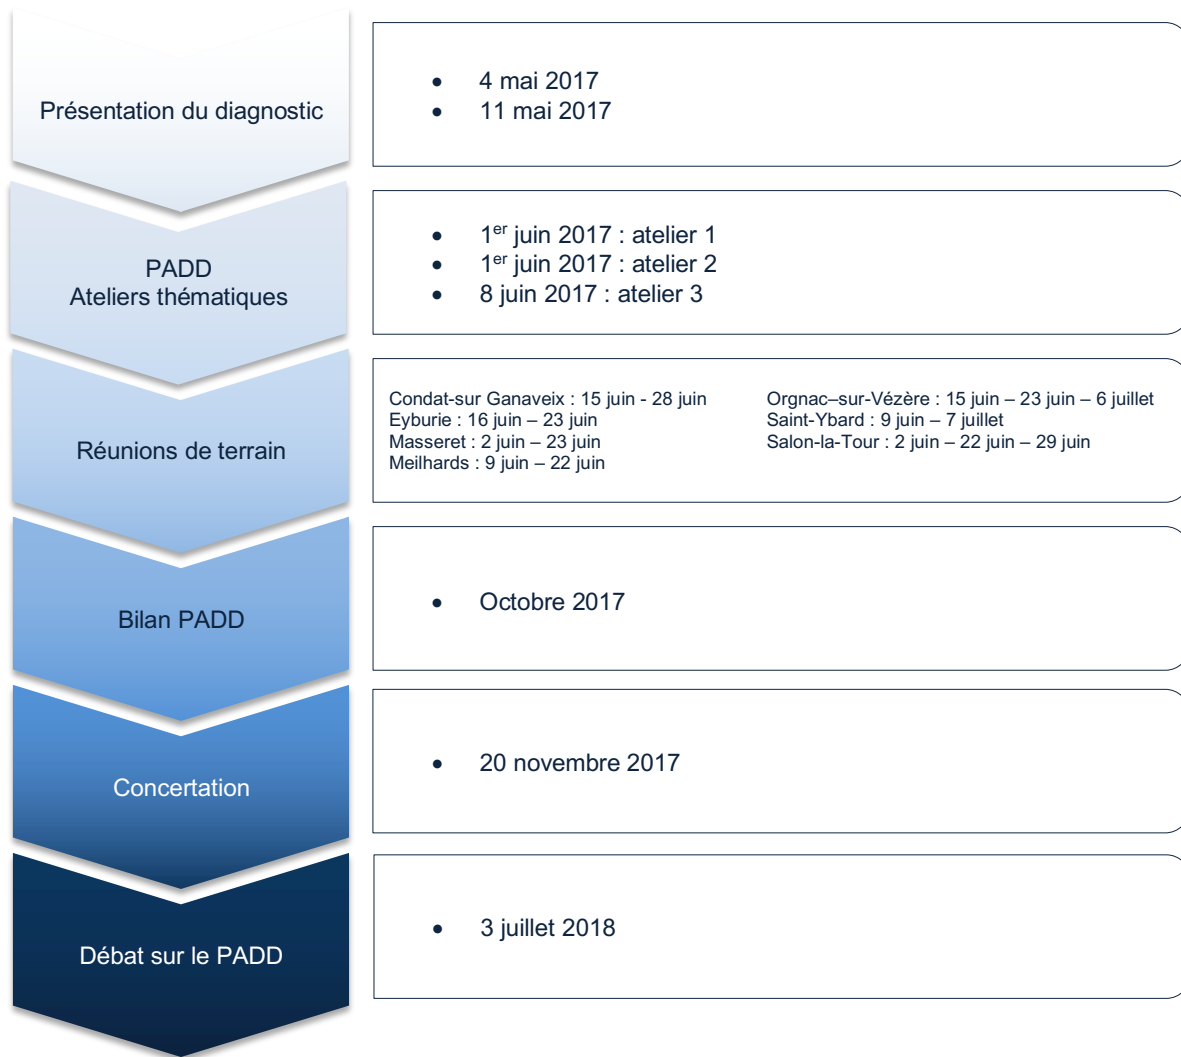 Présentation du diagnostic
• 4 mai 2017
• 11 mai 2017
PADD
Ateliers thématiques
• 1er juin 2017 : atelier 1
• 1er juin 2017 : atelier 2
• 8 juin 2017 : atelier 3
Réunions de terrain
Condat-sur Ganaveix : 15 juin - 28 juin
Eyburie : 16 juin – 23 juin
Masseret : 2 juin – 23 juin
Meilhards : 9 juin – 22 juin
Orgnac–sur-Vézère : 15 juin – 23 juin – 6 juillet
Saint-Ybard : 9 juin – 7 juillet
Salon-la-Tour : 2 juin – 22 juin – 29 juin
Bilan PADD
• Octobre 2017
Concertation
• 20 novembre 2017
Débat sur le PADD
• 3 juillet 2018